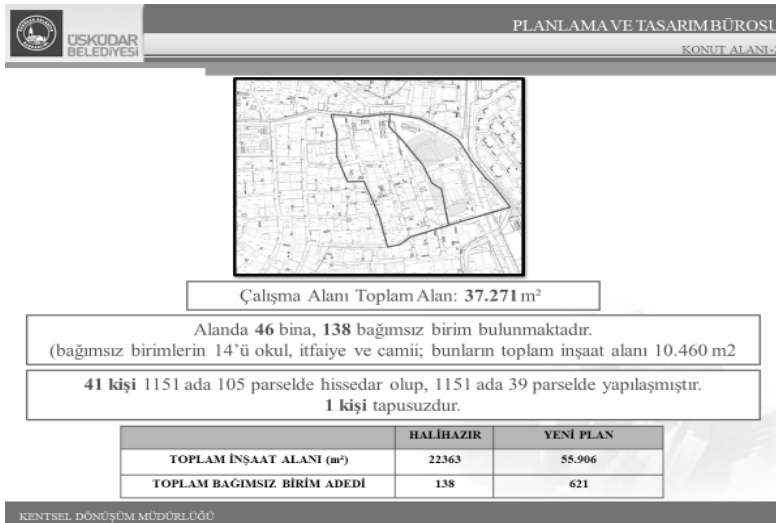 ÜSKÜDAR
BELEDİYESİ
PLANLAMA VE TASARIM BÜROSU
KONUT ALANI-2
Çalışma Alanı Toplam Alan: 37.271 m²
Alanda 46 bina, 138 bağımsız birim bulunmaktadır.
(bağımsız birimlerin 14'ü okul, itfaiye ve camii; bunların toplam inşaat alanı 10.460 m2
41 kişi 1151 ada 105 parselde hissedar olup, 1151 ada 39 parselde yapılaşmıştır.
1 kişi tapusuzdur.
HALİHAZIR YENİ PLAN
TOPLAM İNŞAAT ALANI (m²) 22363 55.906
TOPLAM BAĞIMSIZ BİRİM ADEDİ 138 621
KENTSEL DÖNÜŞÜM MÜDÜRLÜĞÜ